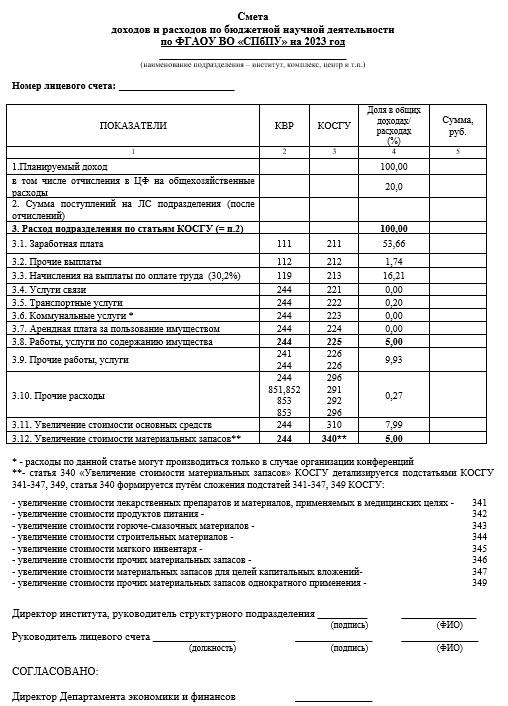 Смета
доходов и расходов по бюджетной научной деятельности
по ФГАОУ ВО «СПбПУ» на 2023 год
(наименование подразделения – институт, комплекс, центр и т.п.)
Номер лицевого счета:
ПОКАЗАТЕЛИ КВР КОСГУ Доля в общих доходах/ расходах (%) Сумма, руб.
1 2 3 4 5
1.Планируемый доход 100,00
в том числе отчисления в ЦФ на общехозяйственные
расходы 20,0
2. Сумма поступлений на ЛС подразделения (после
отчислений)
3. Расход подразделения по статьям КОСГУ (= п.2) 100,00
3.1. Заработная плата 111 211 53,66
3.2. Прочие выплаты 112 212 1,74
3.3. Начисления на выплаты по оплате труда (30,2%) 119 213 16,21
3.4. Услуги связи 244 221 0,00
3.5. Транспортные услуги 244 222 0,20
3.6. Коммунальные услуги * 244 223 0,00
3.7. Арендная плата за пользование имуществом 244 224 0,00
3.8. Работы, услуги по содержанию имущества 244 225 5,00
3.9. Прочие работы, услуги 241 226 9,93
244 226
3.10. Прочие расходы 0,27
244 296
851,852 291
853 292
853 296
3.11. Увеличение стоимости основных средств 244 310 7,99
3.12. Увеличение стоимости материальных запасов** 244 340** 5,00
* - расходы по данной статье могут производиться только в случае организации конференций
**- статья 340 «Увеличение стоимости материальных запасов» КОСГУ детализируется подстатьями КОСГУ
341-347, 349, статья 340 формируется путём сложения подстатей 341-347, 349 КОСГУ:
- увеличение стоимости лекарственных препаратов и материалов, применяемых в медицинских целях - 341
- увеличение стоимости продуктов питания - 342
- увеличение стоимости горюче-смазочных материалов - 343
- увеличение стоимости строительных материалов - 344
- увеличение стоимости мягкого инвентаря - 345
- увеличение стоимости прочих материальных запасов - 346
- увеличение стоимости материальных запасов для целей капитальных вложений- 347
- увеличение стоимости прочих материальных запасов однократного применения - 349
Директор института, руководитель структурного подразделения
(подпись) (ФИО)
Руководитель лицевого счета
(должность) (подпись) (ФИО)
СОГЛАСОВАНО:
Директор Департамента экономики и финансов